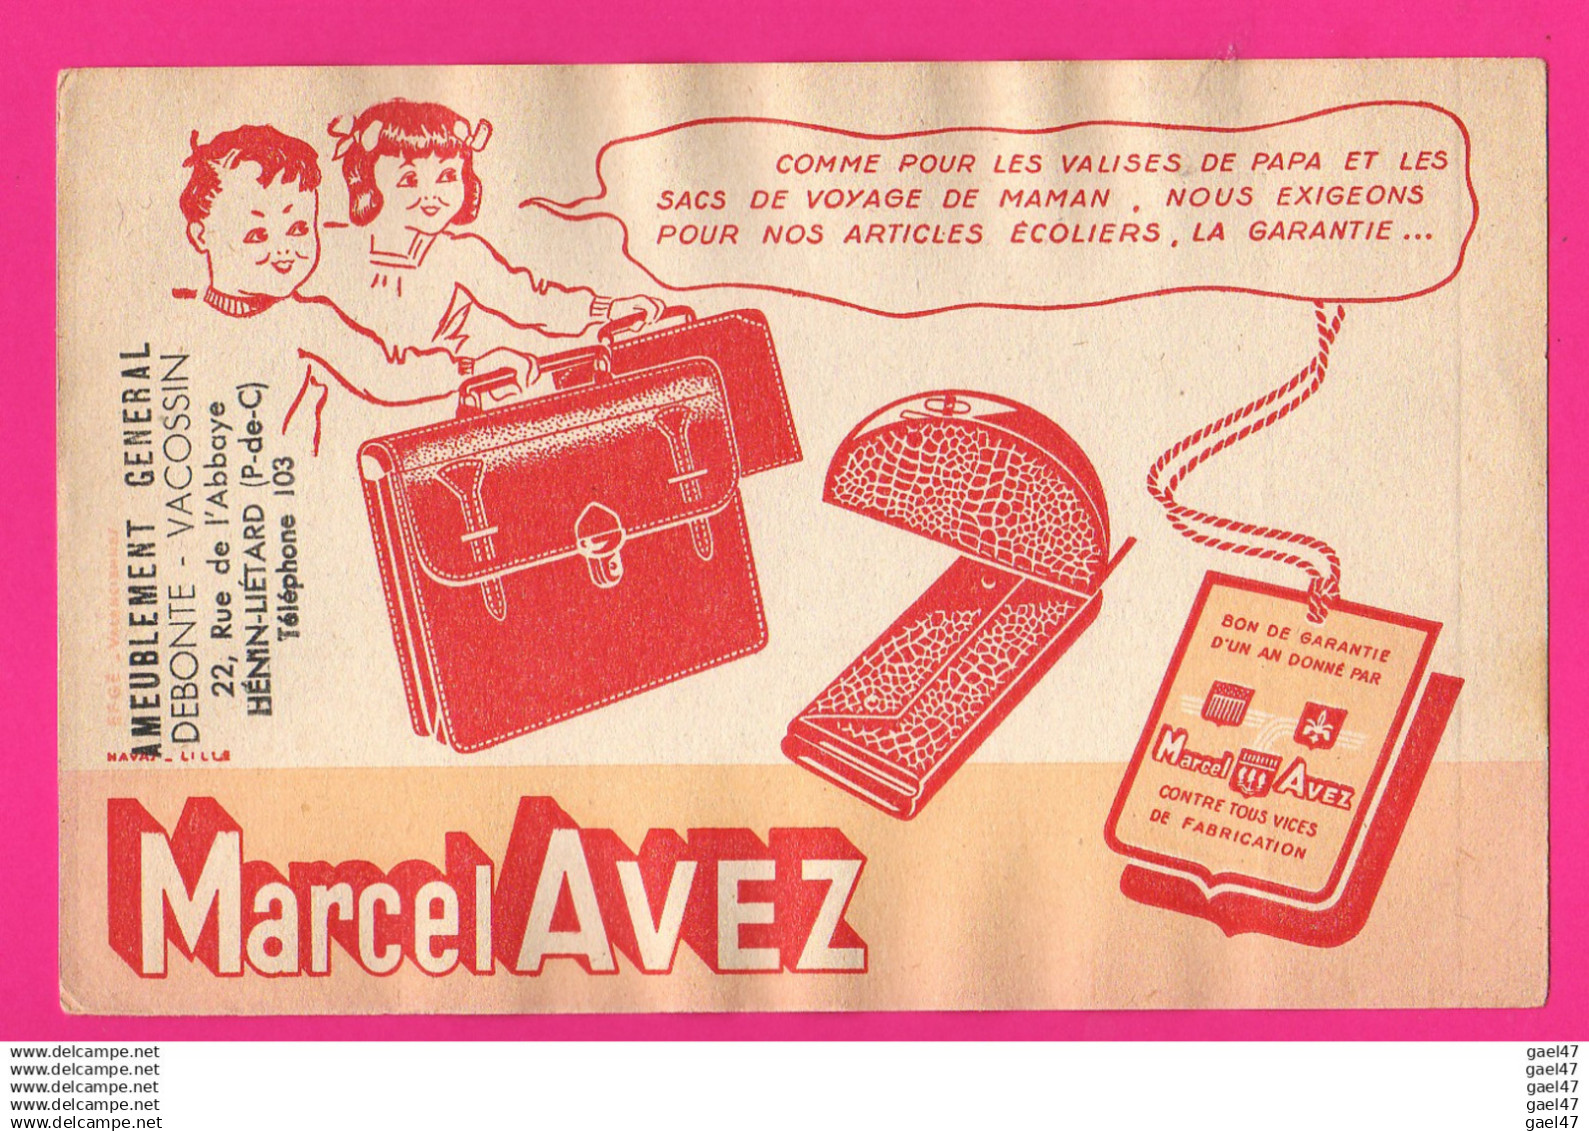 COMME POUR LES VALISES DE PAPA ET LES
SACS DE VOYAGE DE MAMAN, NOUS EXIGEONS
POUR NOS ARTICLES ÉCOLIERS, LA GARANTIE...
AMEUBLEMENT GENERAL
DEBONTE - VACOSSIN
22, Rue de l'Abbaye
HÉNIN-LIÉTARD (P-de-C)
Téléphone 103
HAVAS - LILLE
BON DE GARANTIE
D'UN AN DONNÉ PAR
Marcel AVEZ
CONTRE TOUS VICES
DE FABRICATION
Marcel AVEZ
www.delcampe.net
www.delcampe.net
www.delcampe.net
www.delcampe.net
www.delcampe.net
gael47
gael47
gael47
gael47
gael47